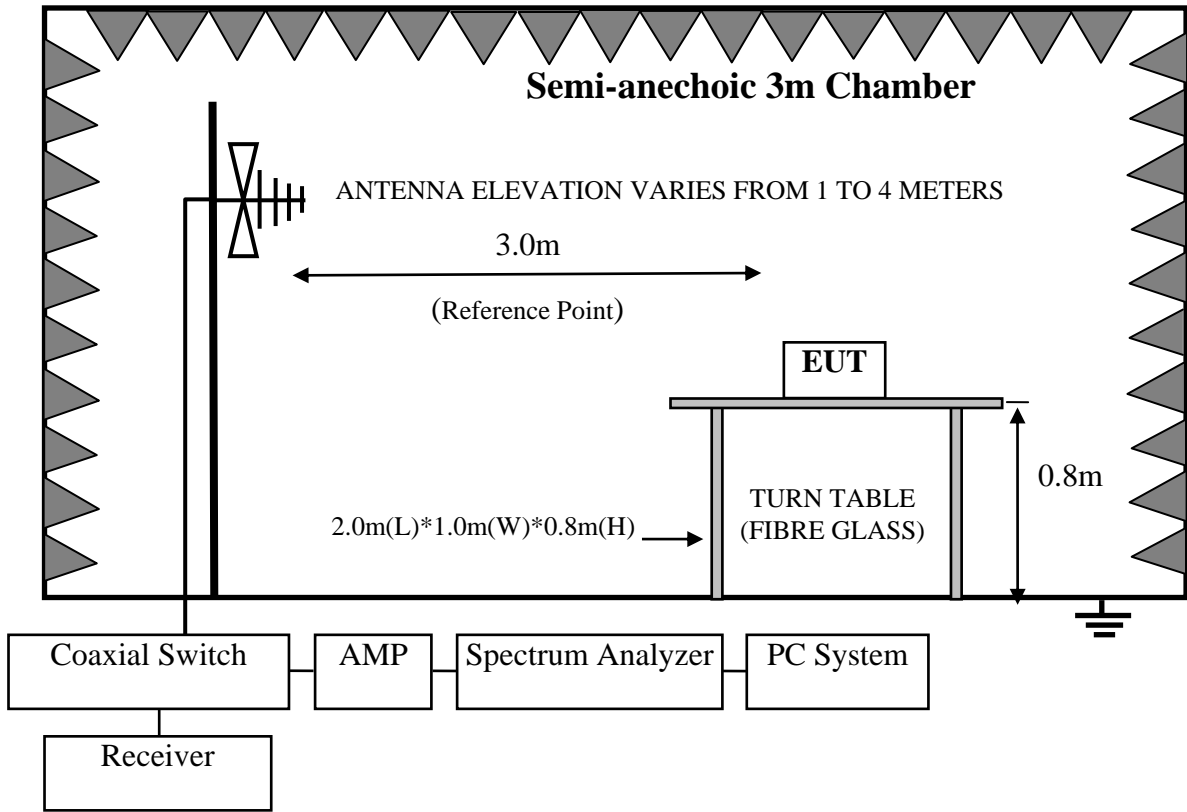 Semi-anechoic 3m Chamber
ANTENNA ELEVATION VARIES FROM 1 TO 4 METERS
3.0m
(Reference Point)
EUT
0.8m
TURN TABLE
(FIBRE GLASS)
2.0m(L)*1.0m(W)*0.8m(H)
Coaxial Switch
AMP
Spectrum Analyzer
PC System
Receiver